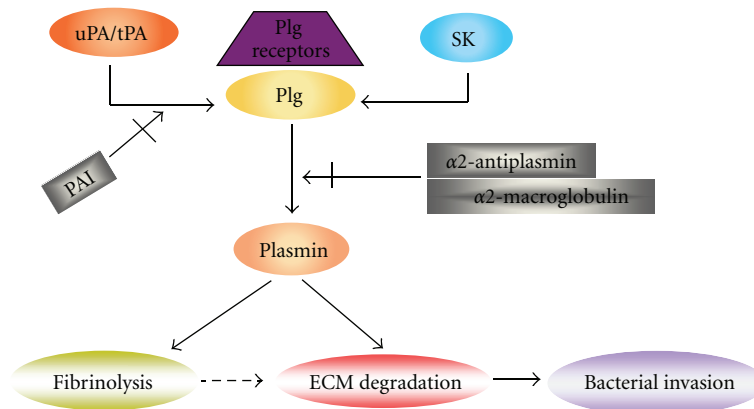 uPA/tPA
Plg
receptors
SK
Plg
PAI
α2-antiplasmin
α2-macroglobulin
Plasmin
Fibrinolysis
ECM degradation
Bacterial invasion